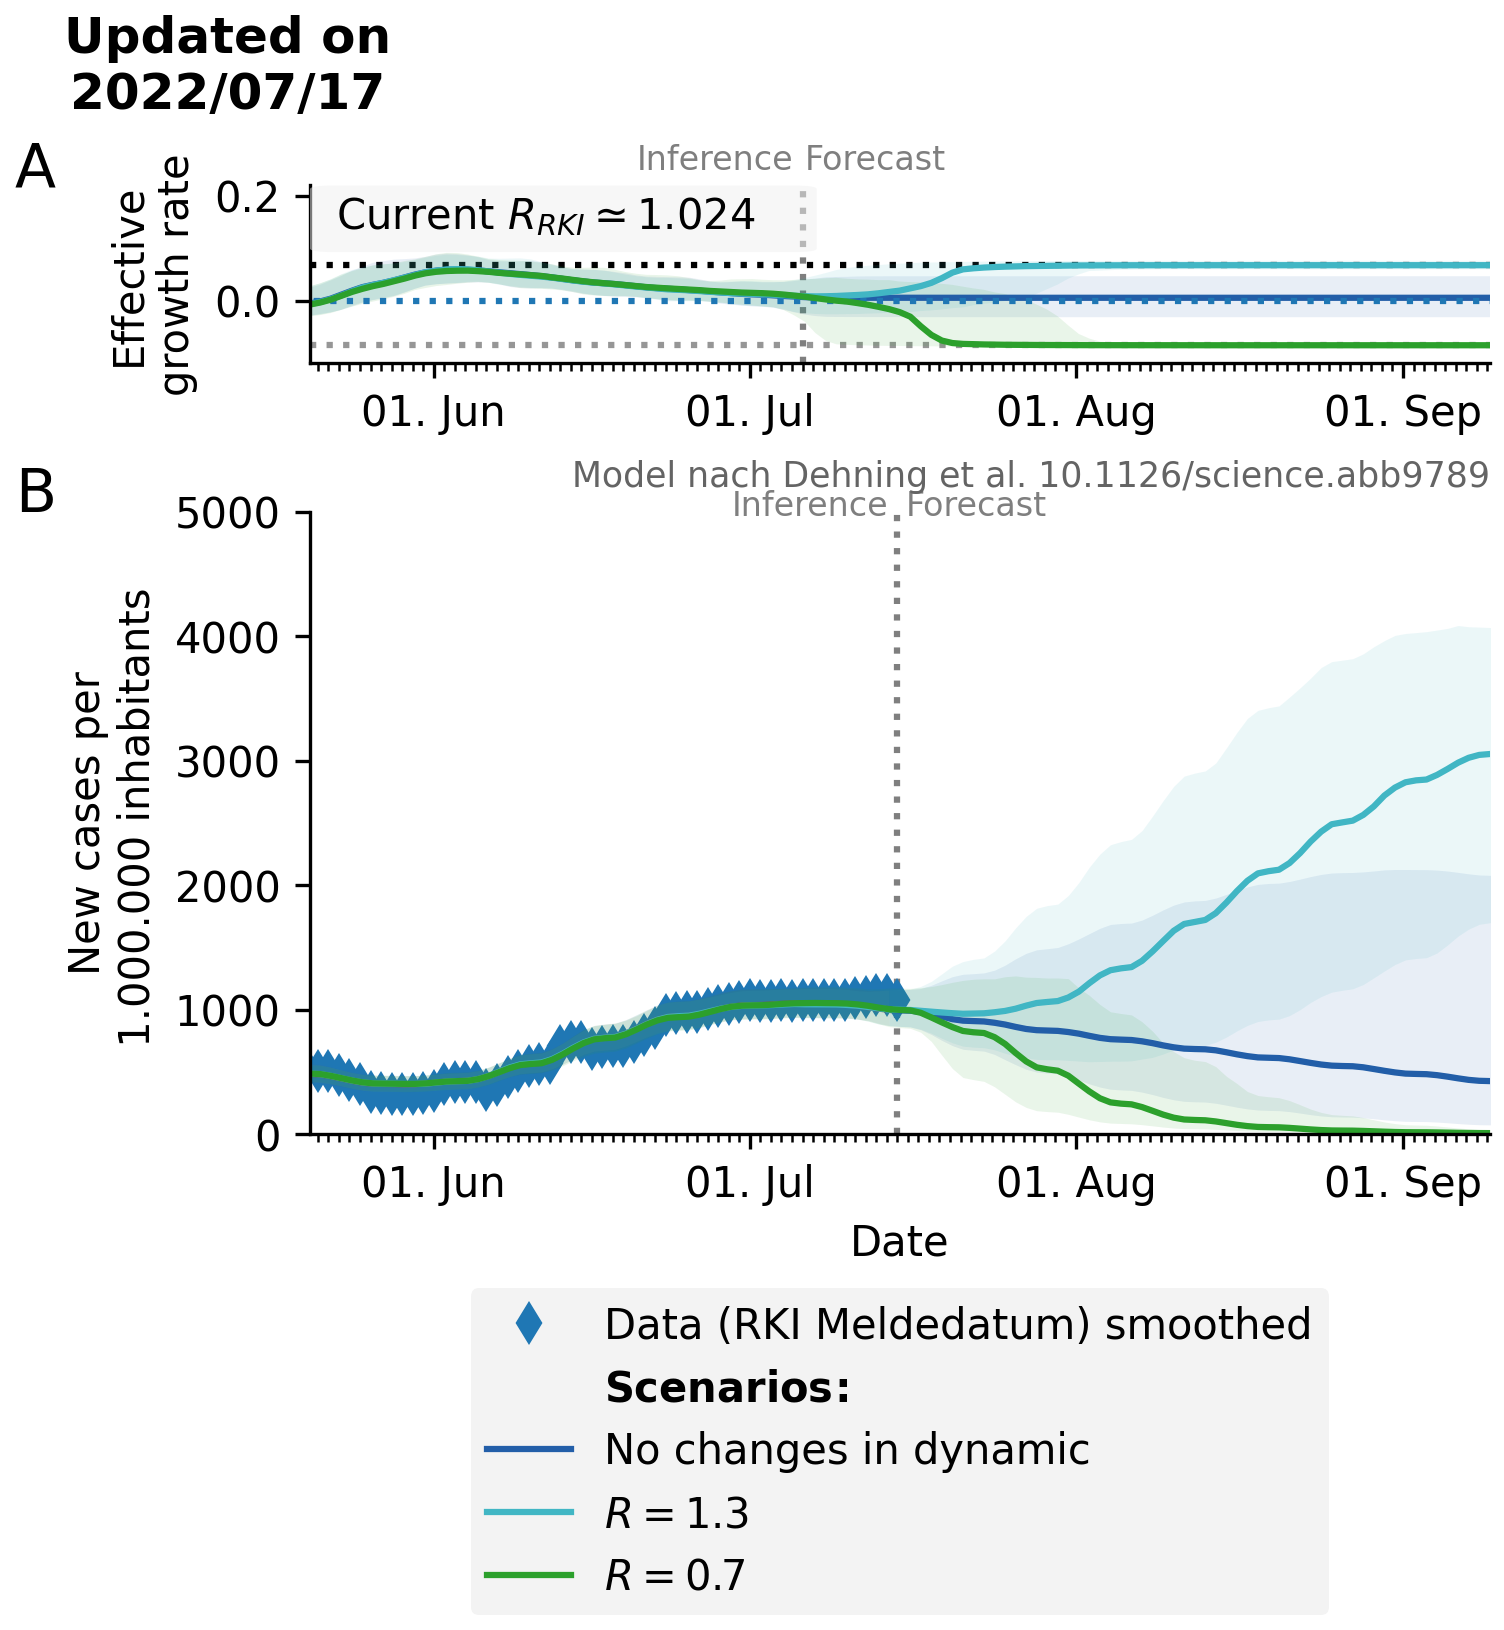 Updated on
2022/07/17
A
Inference Forecast
Effective
growth rate
0.2
0.0
Current R_RKI ≃ 1.024
01. Jun 01. Jul 01. Aug 01. Sep
B
Model nach Dehning et al. 10.1126/science.abb9789
Inference Forecast
New cases per
1.000.000 inhabitants
5000
4000
3000
2000
1000
0
01. Jun 01. Jul 01. Aug 01. Sep
Date
Data (RKI Meldedatum) smoothed
Scenarios:
No changes in dynamic
R = 1.3
R = 0.7